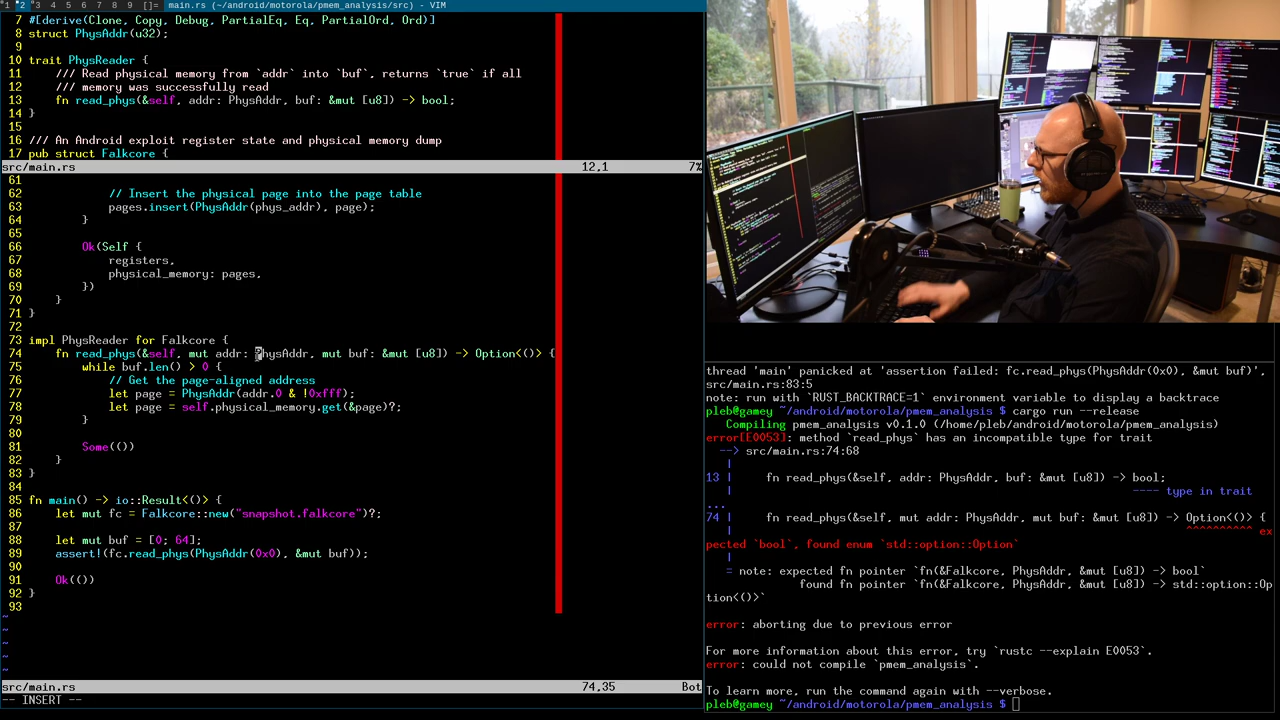 1 2 3 4 5 6 7 8 9 []= main.rs (~/android/motorola/pmem_analysis/src) - VIM
7 #[derive(Clone, Copy, Debug, PartialEq, Eq, PartialOrd, Ord)]
8 struct PhysAddr(u32);
9
10 trait PhysReader {
11 /// Read physical memory from `addr` into `buf`, returns `true` if all
12 /// memory was successfully read
13 fn read_phys(&self, addr: PhysAddr, buf: &mut [u8]) -> bool;
14 }
15
16 /// An Android exploit register state and physical memory dump
17 pub struct Falkcore {
src/main.rs 12,1 7%
61
62 // Insert the physical page into the page table
63 pages.insert(PhysAddr(phys_addr), page);
64 }
65
66 Ok(Self {
67 registers,
68 physical_memory: pages,
69 })
70 }
71 }
72
73 impl PhysReader for Falkcore {
74 fn read_phys(&self, mut addr: PhysAddr, mut buf: &mut [u8]) -> Option<()> {
75 while buf.len() > 0 {
76 // Get the page-aligned address
77 let page = PhysAddr(addr.0 & !0xfff);
78 let page = self.physical_memory.get(&page)?;
79 }
80
81 Some(())
82 }
83 }
84
85 fn main() -> io::Result<()> {
86 let mut fc = Falkcore::new("snapshot.falkcore")?;
87
88 let mut buf = [0; 64];
89 assert!(fc.read_phys(PhysAddr(0x0), &mut buf));
90
91 Ok(())
92 }
93
~
~
~
~
~
src/main.rs 74,35 Bot
-- INSERT --
thread 'main' panicked at 'assertion failed: fc.read_phys(PhysAddr(0x0), &mut buf)',
src/main.rs:83:5
note: run with `RUST_BACKTRACE=1` environment variable to display a backtrace
pleb@gamey ~/android/motorola/pmem_analysis $ cargo run --release
Compiling pmem_analysis v0.1.0 (/home/pleb/android/motorola/pmem_analysis)
error[E0053]: method `read_phys` has an incompatible type for trait
--> src/main.rs:74:68
|
13 | fn read_phys(&self, addr: PhysAddr, buf: &mut [u8]) -> bool;
| ---- type in trait
...
74 | fn read_phys(&self, mut addr: PhysAddr, mut buf: &mut [u8]) -> Option<()> {
| ^^^^^^^^^^ ex
pected `bool`, found enum `std::option::Option`
|
= note: expected fn pointer `fn(&Falkcore, PhysAddr, &mut [u8]) -> bool`
found fn pointer `fn(&Falkcore, PhysAddr, &mut [u8]) -> std::option::Op
tion<()>`
error: aborting due to previous error
For more information about this error, try `rustc --explain E0053`.
error: could not compile `pmem_analysis`.
To learn more, run the command again with --verbose.
pleb@gamey ~/android/motorola/pmem_analysis $